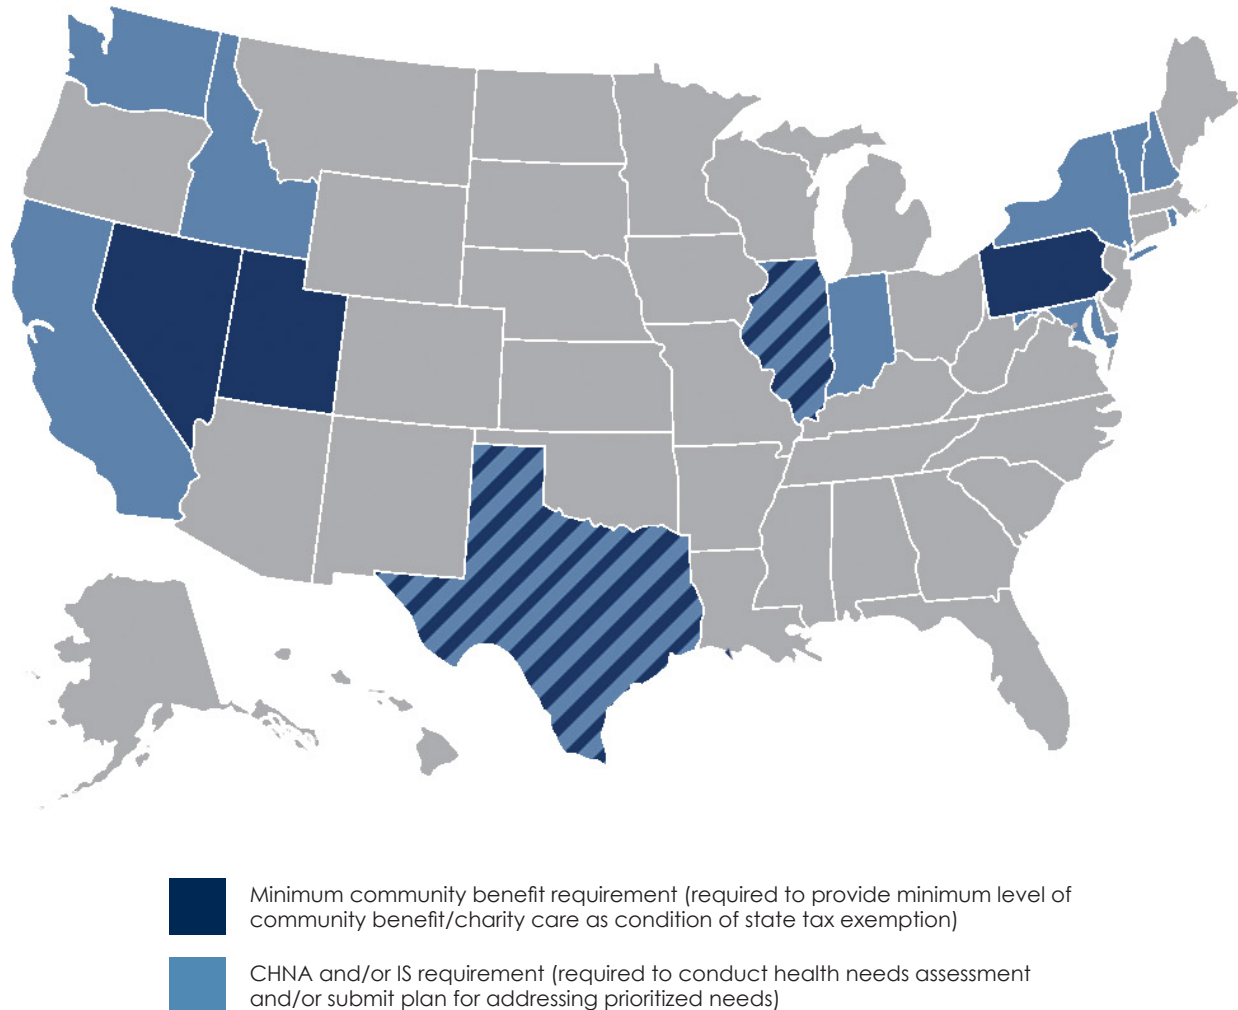 Minimum community benefit requirement (required to provide minimum level of
community benefit/charity care as condition of state tax exemption)
CHNA and/or IS requirement (required to conduct health needs assessment
and/or submit plan for addressing prioritized needs)